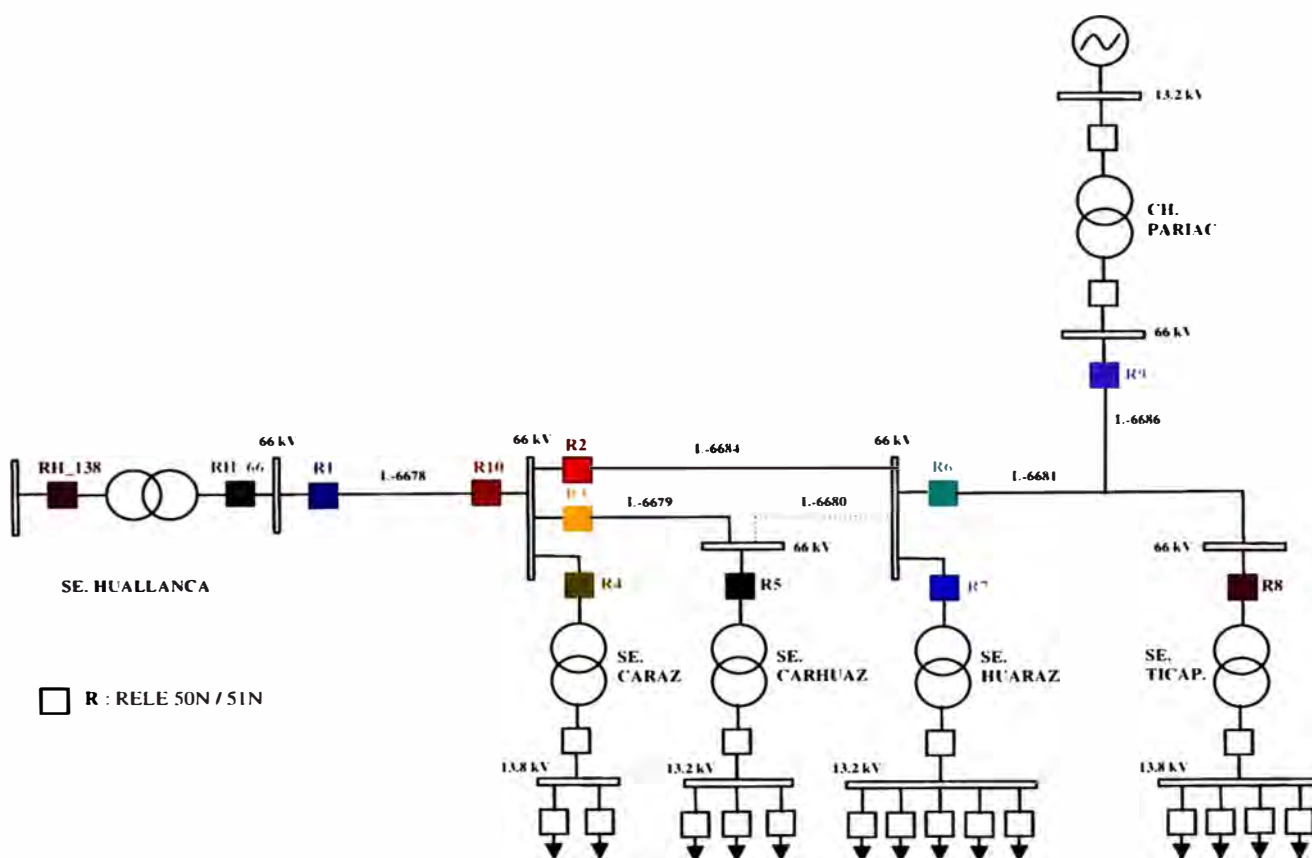 13.2 kV
CH.
PARIAC
66 kV
R9
L-6686
66 kV
66 kV
R2
L-6684
66 kV
RH_138
RH_66
R1
L-6678
R10
R6
L-6681
R3
L-6679
L-6680
66 kV
66 kV
SE. HUALLANCA
R4
R5
R7
R8
SE.
CARAZ
SE.
CARHUAZ
SE.
HUARAZ
SE.
TICAP.
R : RELE 50N / 51N
13.8 kV
13.2 kV
13.2 kV
13.8 kV